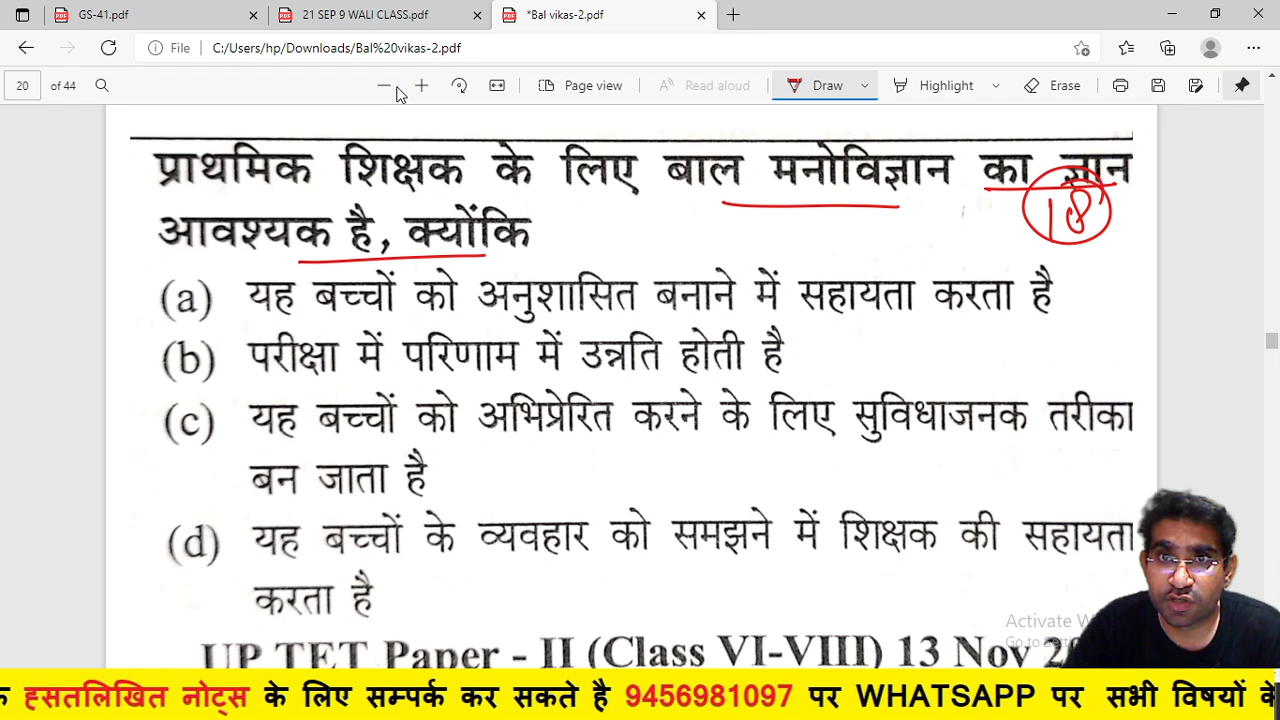 GS-41.pdf
21 SEP 9 WALI CLASS.pdf
*Bal vikas-2.pdf
File
C:/Users/hp/Downloads/Bal%20vikas-2.pdf
20 of 44
Page view
Read aloud
Draw
Highlight
Erase
प्राथमिक शिक्षक के लिए बाल मनोविज्ञान का ज्ञान
18
आवश्यक है, क्योंकि
(a) यह बच्चों को अनुशासित बनाने में सहायता करता है
(b) परीक्षा में परिणाम में उन्नति होती है
(c) यह बच्चों को अभिप्रेरित करने के लिए सुविधाजनक तरीका
बन जाता है
(d) यह बच्चों के व्यवहार को समझने में शिक्षक की सहायता
करता है
Activate
Go to
UP TET Paper - II (Class VI-VIII) 13 Nov
हस्तलिखित नोट्स के लिए सम्पर्क कर सकते है 9456981097 पर WHATSAPP पर सभी विषयों के